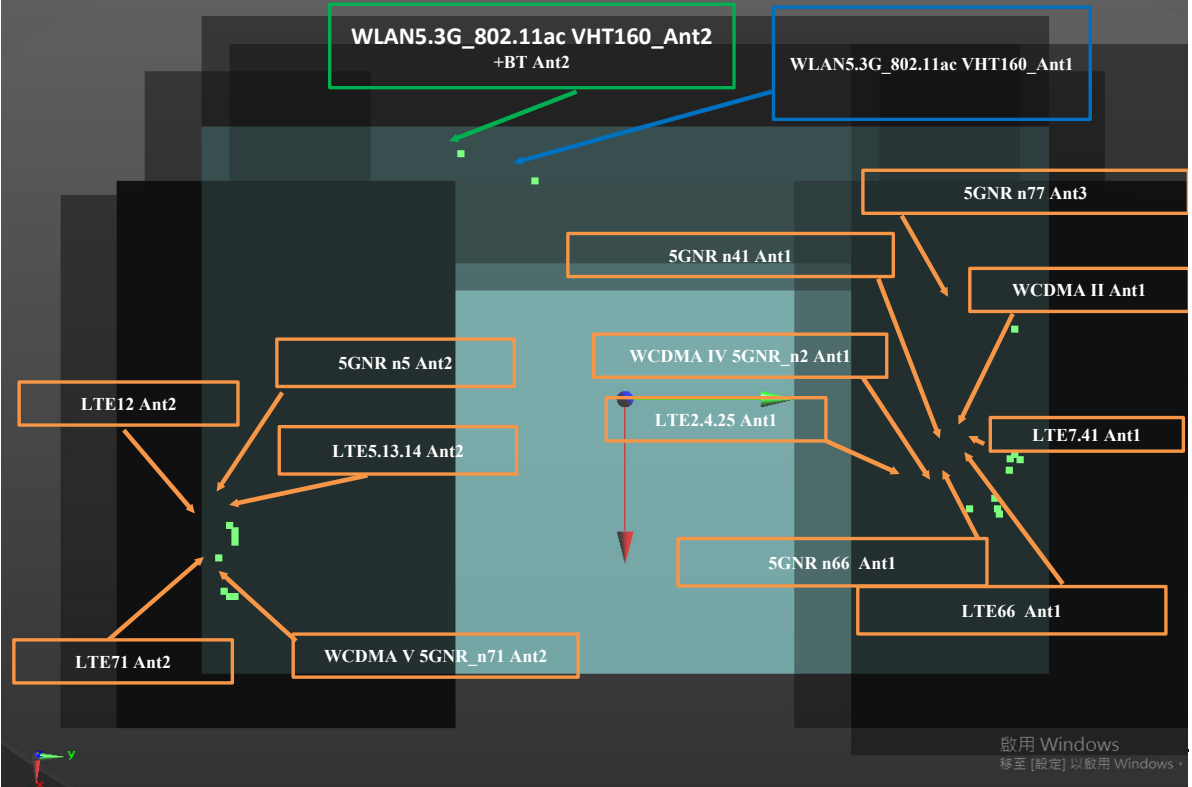 WLAN5.3G_802.11ac VHT160_Ant2
+BT Ant2
WLAN5.3G_802.11ac VHT160_Ant1
5GNR n77 Ant3
5GNR n41 Ant1
WCDMA II Ant1
WCDMA IV 5GNR_n2 Ant1
5GNR n5 Ant2
LTE12 Ant2
LTE2.4.25 Ant1
LTE7.41 Ant1
LTE5.13.14 Ant2
5GNR n66 Ant1
LTE66 Ant1
LTE71 Ant2
WCDMA V 5GNR_n71 Ant2
啟用 Windows
移至 [設定] 以啟用 Windows。
Y
X